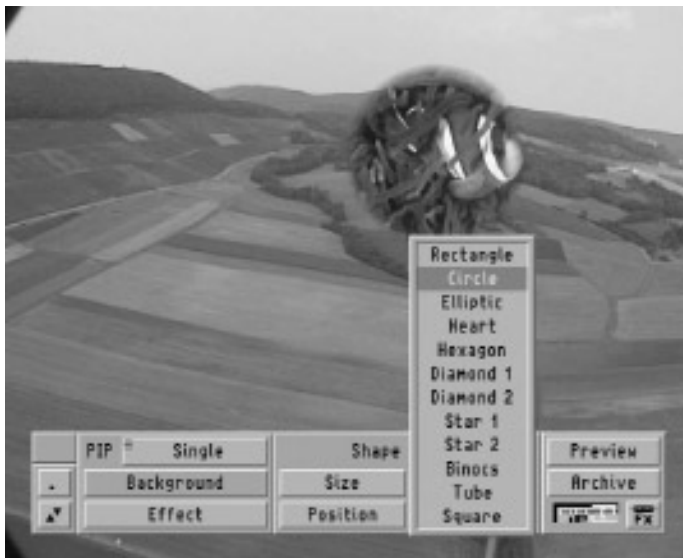 Rectangle
Circle
Elliptic
Heart
Hexagon
Diamond 1
Diamond 2
Star 1
Star 2
Binocs
Tube
Square
PIP Single Shape Preview
Background Size Archive
Effect Position FX